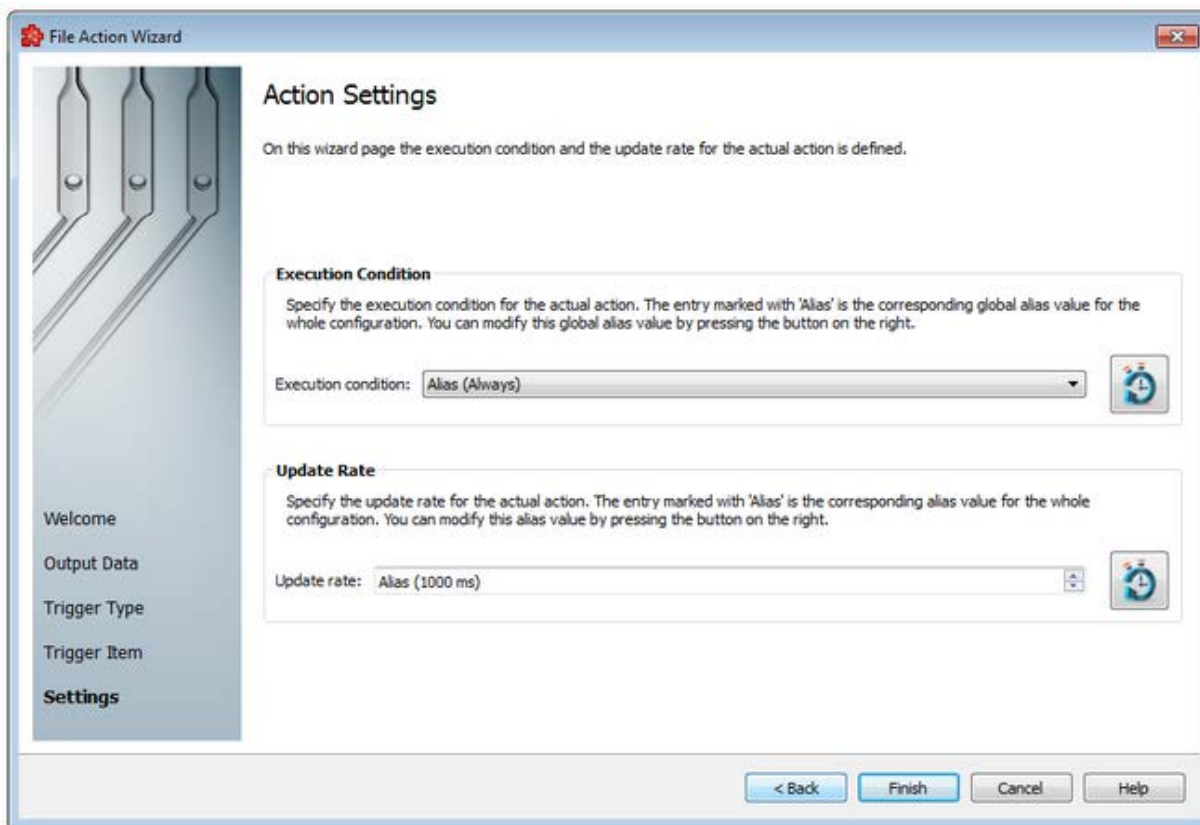 File Action Wizard
Action Settings
On this wizard page the execution condition and the update rate for the actual action is defined.
Execution Condition
Specify the execution condition for the actual action. The entry marked with 'Alias' is the corresponding global alias value for the
whole configuration. You can modify this global alias value by pressing the button on the right.
Execution condition: Alias (Always)
Update Rate
Specify the update rate for the actual action. The entry marked with 'Alias' is the corresponding alias value for the whole
configuration. You can modify this alias value by pressing the button on the right.
Update rate: Alias (1000 ms)
Welcome
Output Data
Trigger Type
Trigger Item
Settings
< Back Finish Cancel Help